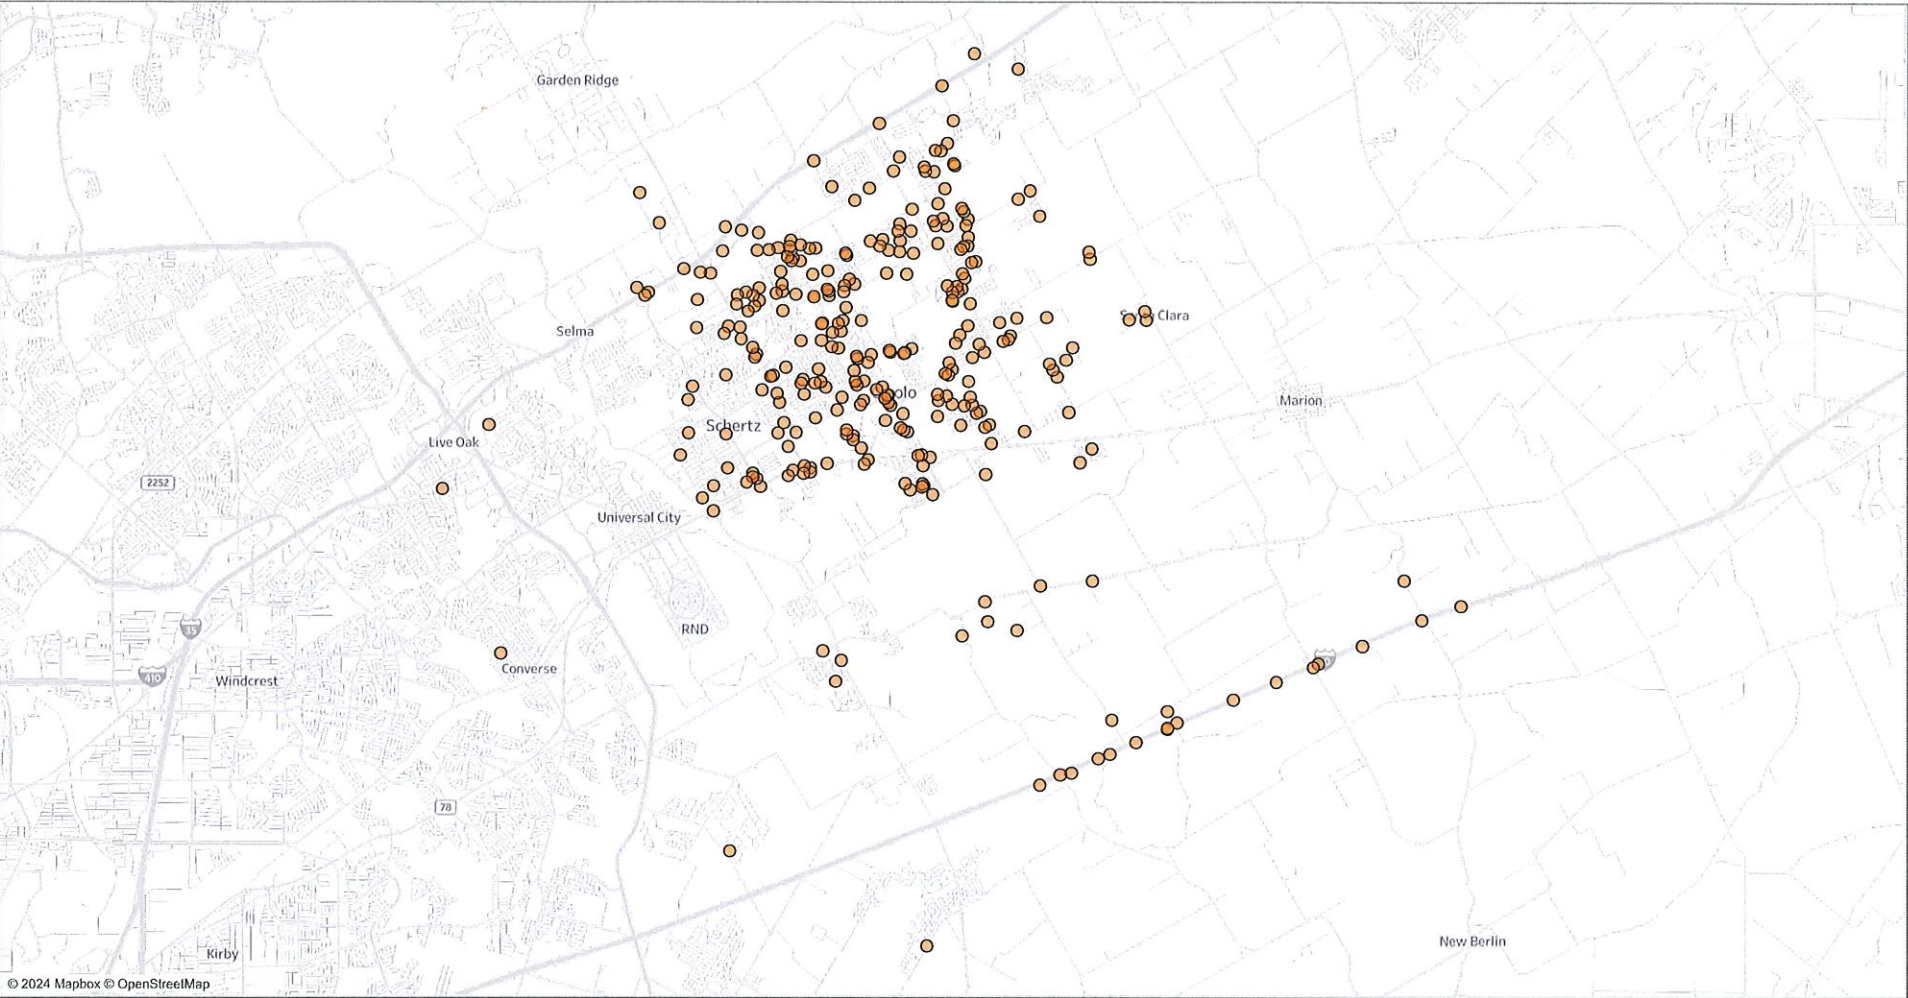 Garden Ridge
Selma
Clara
Marion
Schertz
Live Oak
2252
Universal City
35
RND
Converse
410
Windcrest
78
New Berlin
Kirby
© 2024 Mapbox © OpenStreetMap